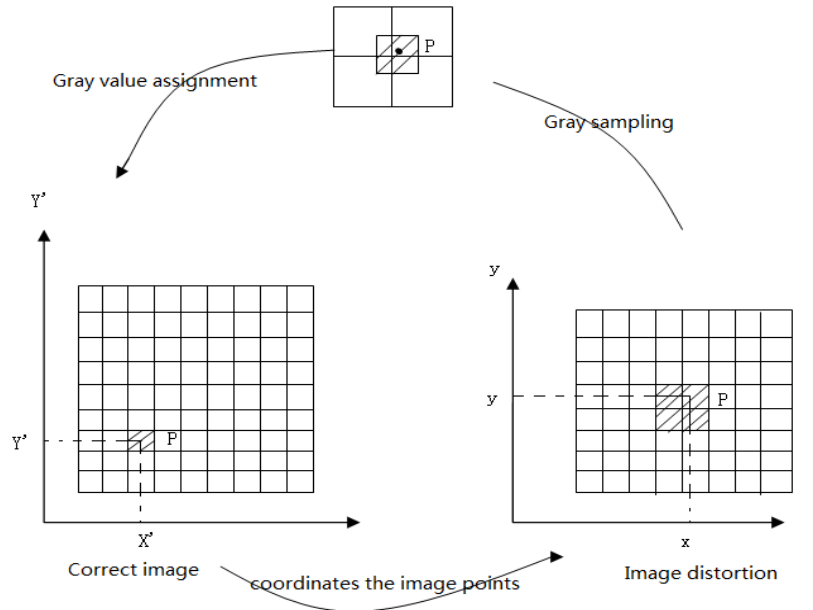 P
Gray value assignment
Gray sampling
Y'
y
Y'
P
y
P
X'
x
Correct image
Image distortion
coordinates the image points